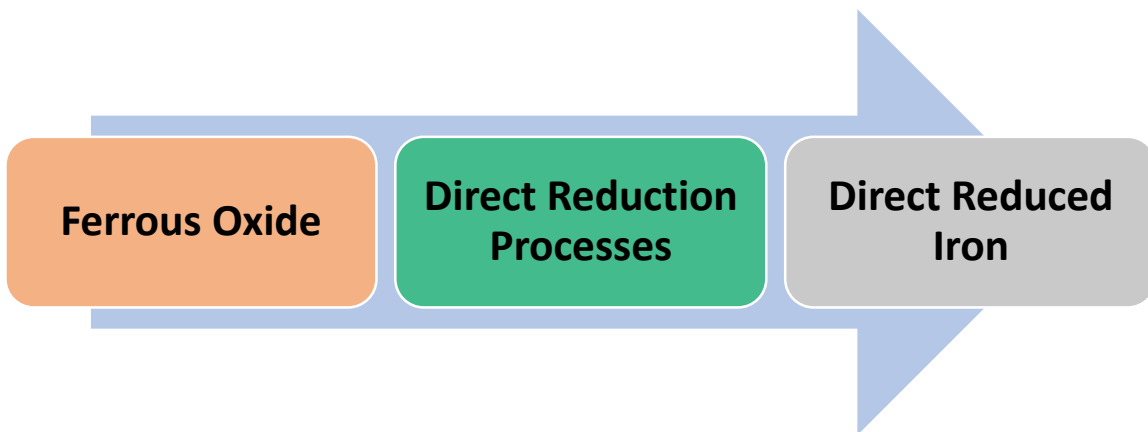 Ferrous Oxide
Direct Reduction
Processes
Direct Reduced
Iron